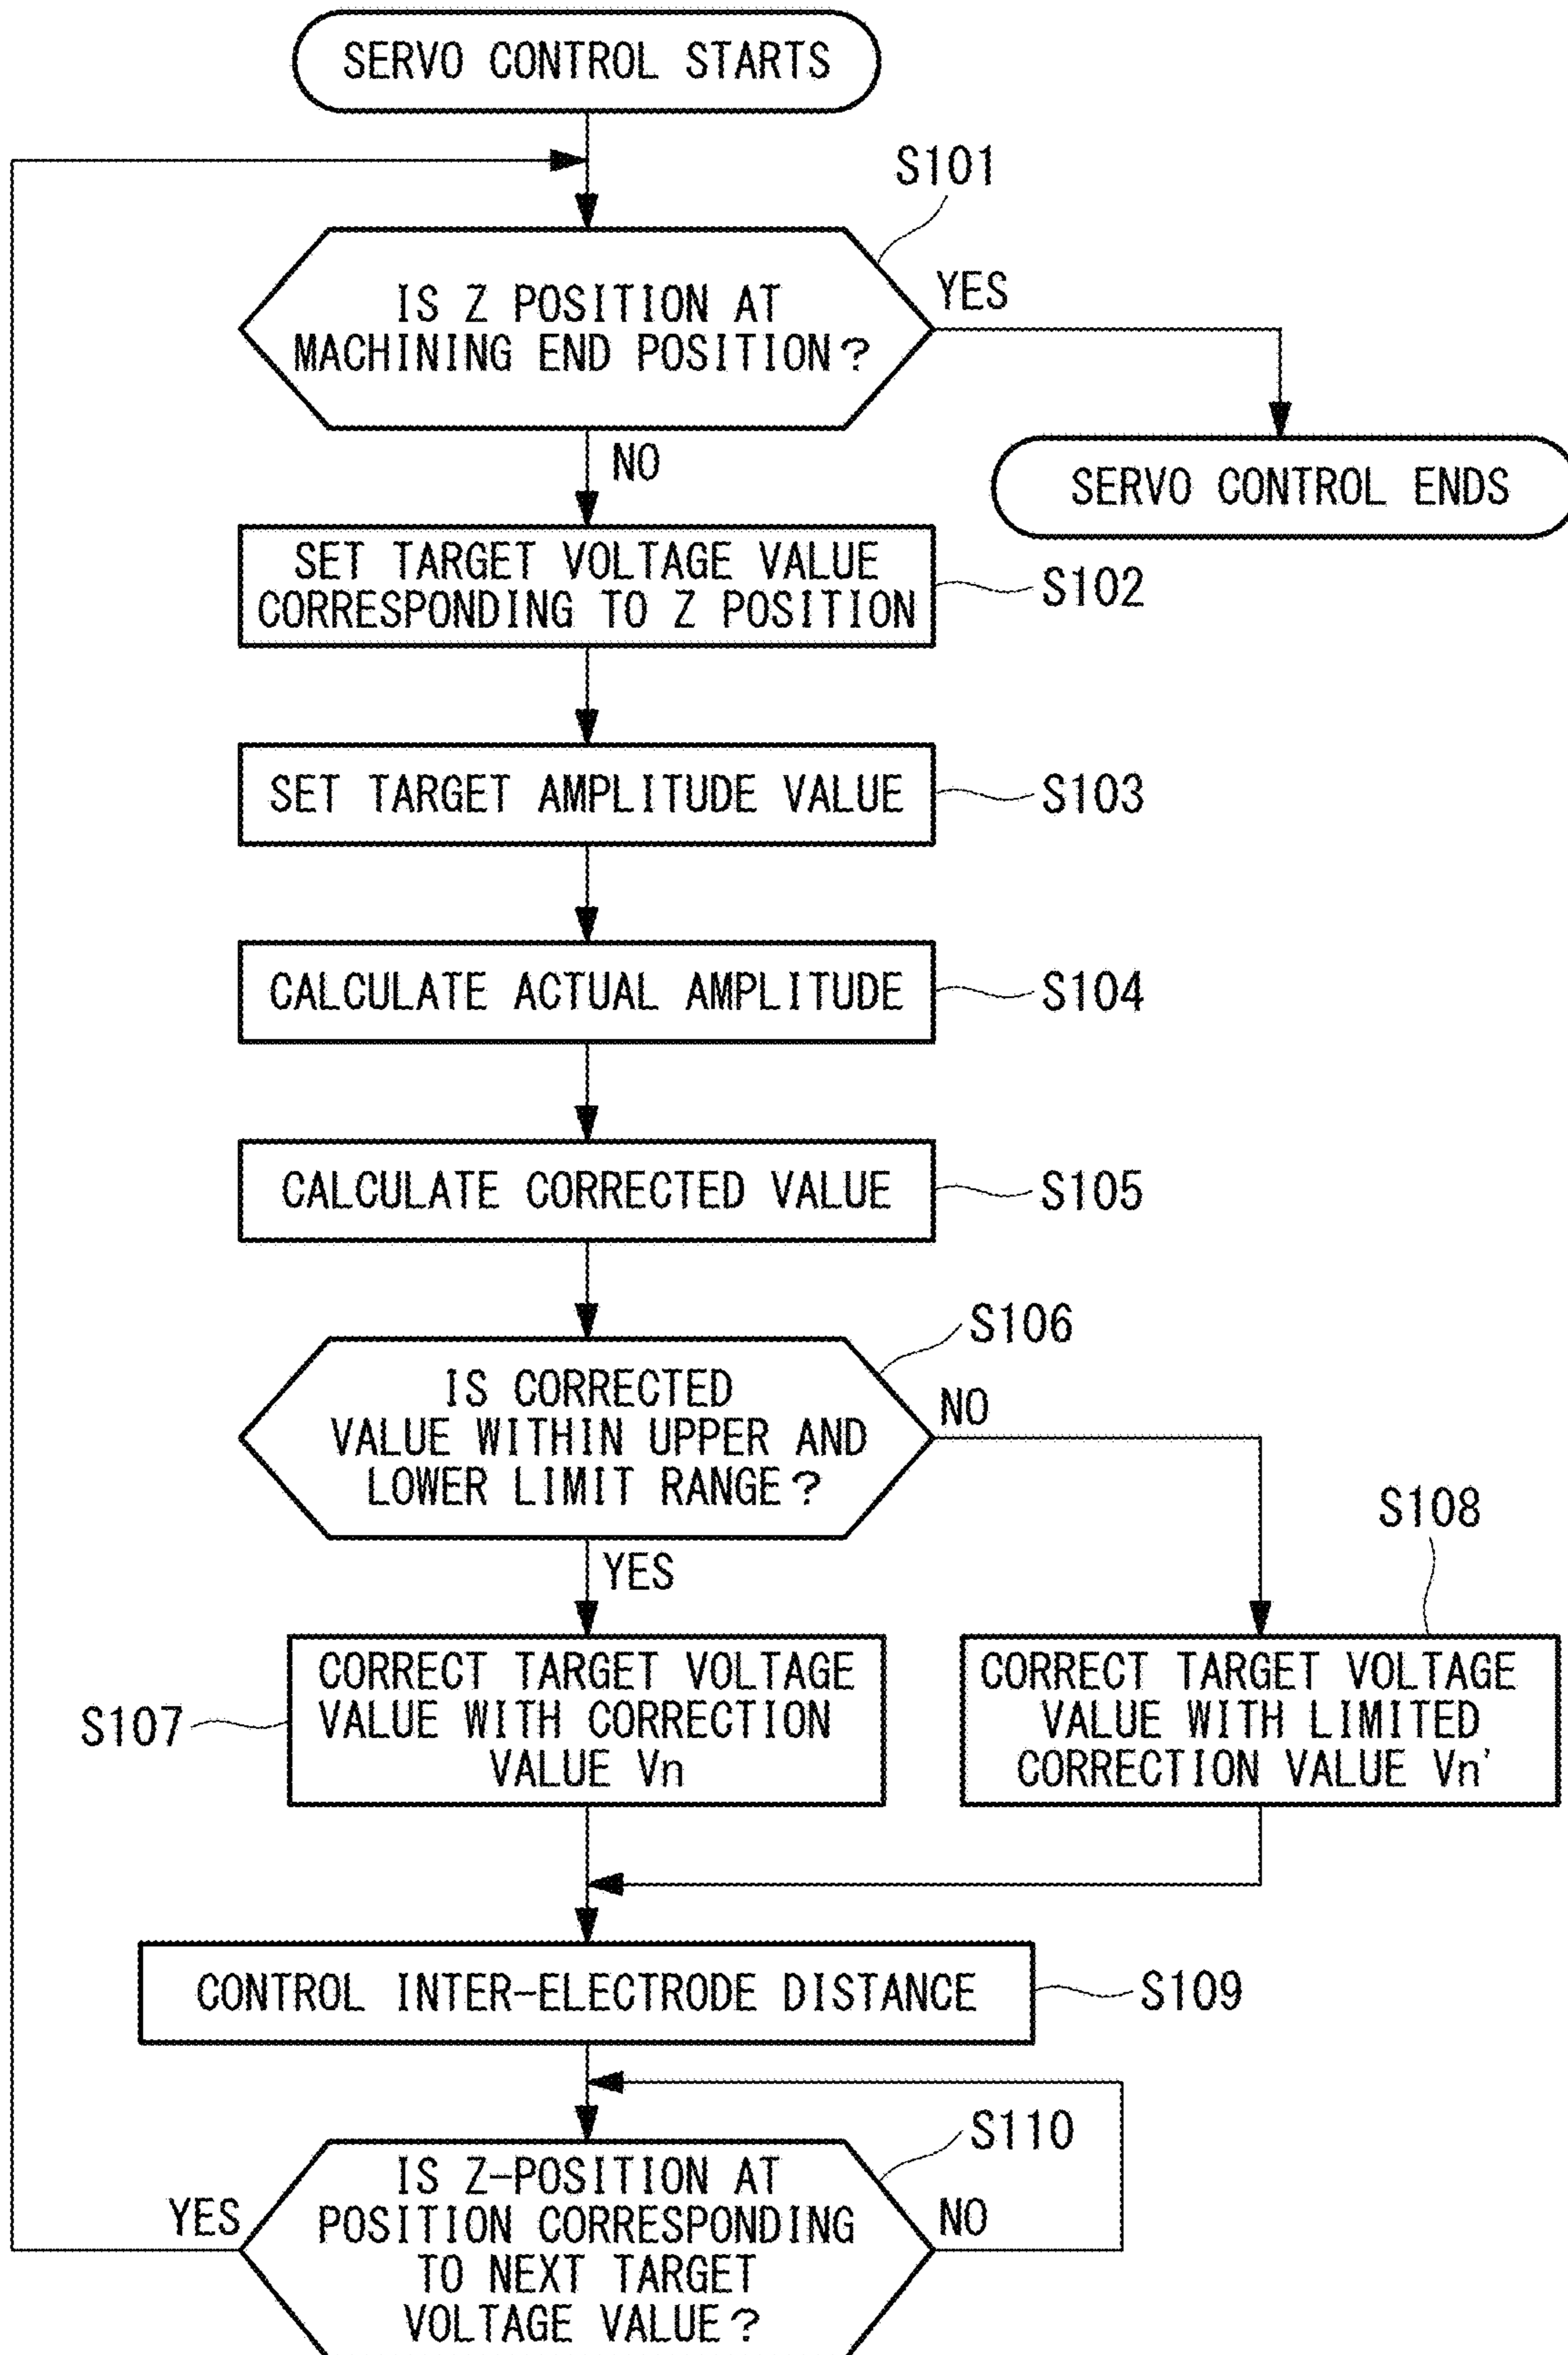 SERVO CONTROL STARTS
S101
IS Z POSITION AT
MACHINING END POSITION?
YES
NO
SERVO CONTROL ENDS
SET TARGET VOLTAGE VALUE
CORRESPONDING TO Z POSITION
S102
SET TARGET AMPLITUDE VALUE
S103
CALCULATE ACTUAL AMPLITUDE
S104
CALCULATE CORRECTED VALUE
S105
S106
IS CORRECTED
VALUE WITHIN UPPER AND
LOWER LIMIT RANGE?
NO
YES
S107
CORRECT TARGET VOLTAGE
VALUE WITH CORRECTION
VALUE Vn
S108
CORRECT TARGET VOLTAGE
VALUE WITH LIMITED
CORRECTION VALUE Vn'
CONTROL INTER-ELECTRODE DISTANCE
S109
S110
IS Z-POSITION AT
POSITION CORRESPONDING
TO NEXT TARGET
VOLTAGE VALUE?
YES
NO